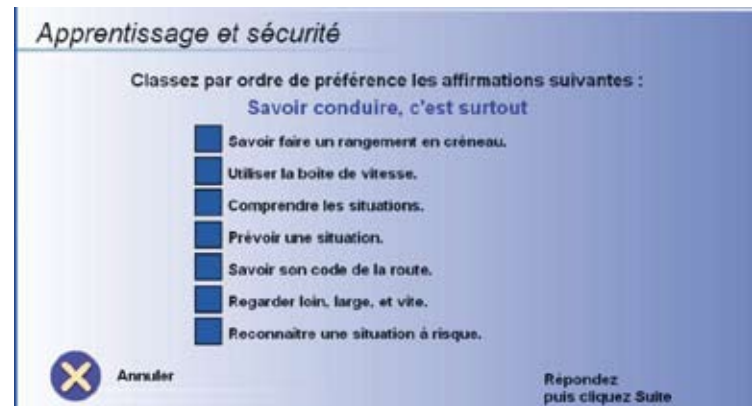 Apprentissage et sécurité
Classez par ordre de préférence les affirmations suivantes :
Savoir conduire, c'est surtout
Savoir faire un rangement en créneau.
Utiliser la boîte de vitesse.
Comprendre les situations.
Prévoir une situation.
Savoir son code de la route.
Regarder loin, large, et vite.
Reconnaître une situation à risque.
Annuler
Répondez
puis cliquez Suite